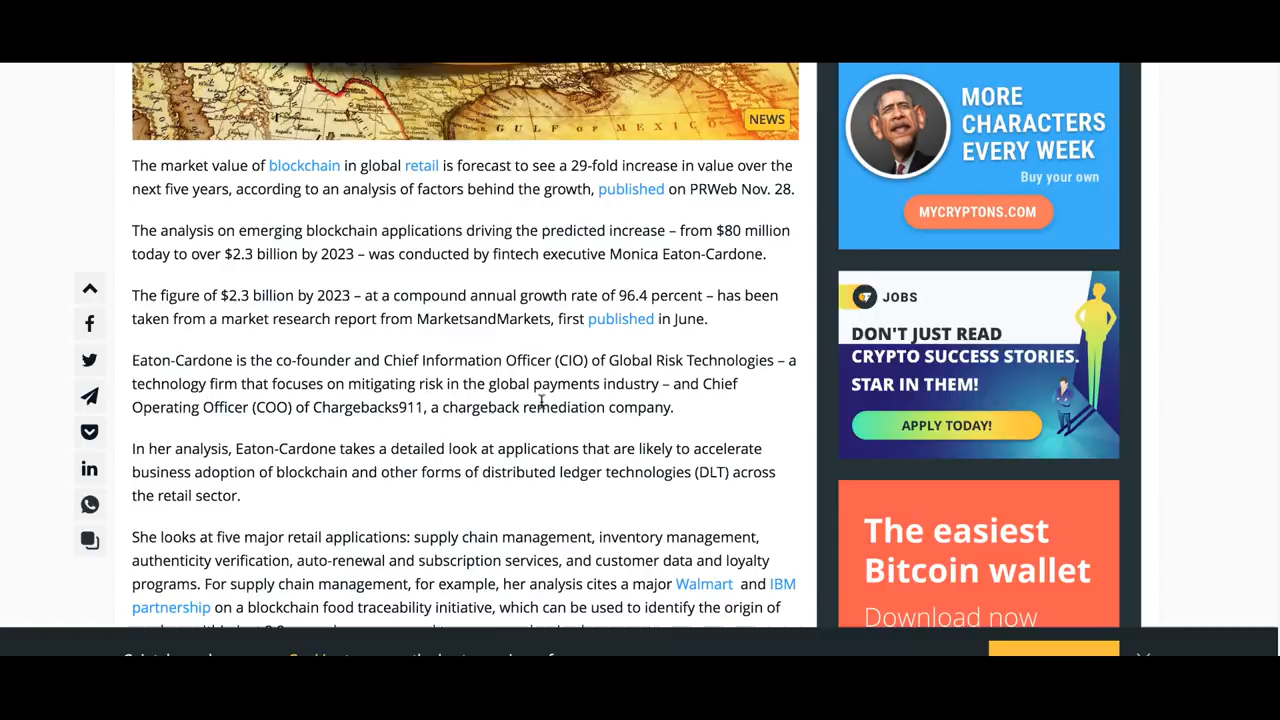 GULF OF MEXICO
NEWS
The market value of blockchain in global retail is forecast to see a 29-fold increase in value over the
next five years, according to an analysis of factors behind the growth, published on PRWeb Nov. 28.
The analysis on emerging blockchain applications driving the predicted increase – from $80 million
today to over $2.3 billion by 2023 – was conducted by fintech executive Monica Eaton-Cardone.
The figure of $2.3 billion by 2023 – at a compound annual growth rate of 96.4 percent – has been
taken from a market research report from MarketsandMarkets, first published in June.
Eaton-Cardone is the co-founder and Chief Information Officer (CIO) of Global Risk Technologies – a
technology firm that focuses on mitigating risk in the global payments industry – and Chief
Operating Officer (COO) of Chargebacks911, a chargeback remediation company.
In her analysis, Eaton-Cardone takes a detailed look at applications that are likely to accelerate
business adoption of blockchain and other forms of distributed ledger technologies (DLT) across
the retail sector.
She looks at five major retail applications: supply chain management, inventory management,
authenticity verification, auto-renewal and subscription services, and customer data and loyalty
programs. For supply chain management, for example, her analysis cites a major Walmart and IBM
partnership on a blockchain food traceability initiative, which can be used to identify the origin of
MORE
CHARACTERS
EVERY WEEK
Buy your own
MYCRYPTONS.COM
JOBS
DON'T JUST READ
CRYPTO SUCCESS STORIES.
STAR IN THEM!
APPLY TODAY!
The easiest
Bitcoin wallet
Download now